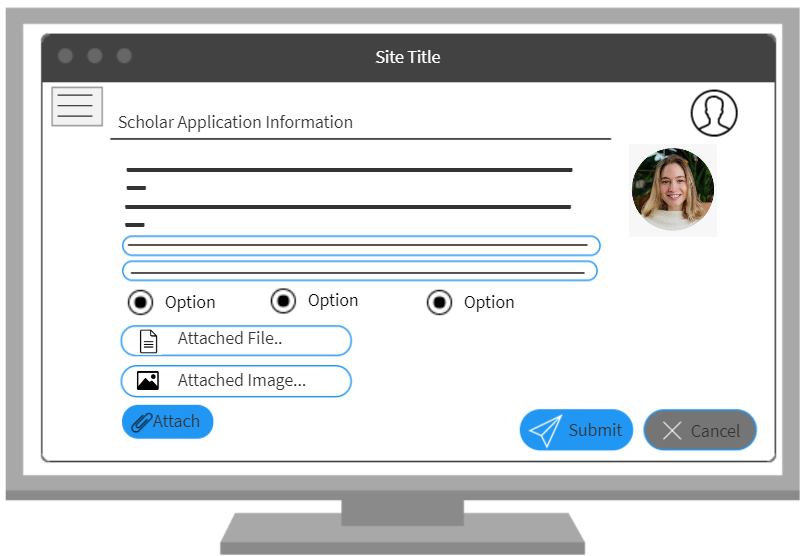 Site Title
Scholar Application Information
Option Option Option
Attached File..
Attached Image...
Attach
Submit Cancel